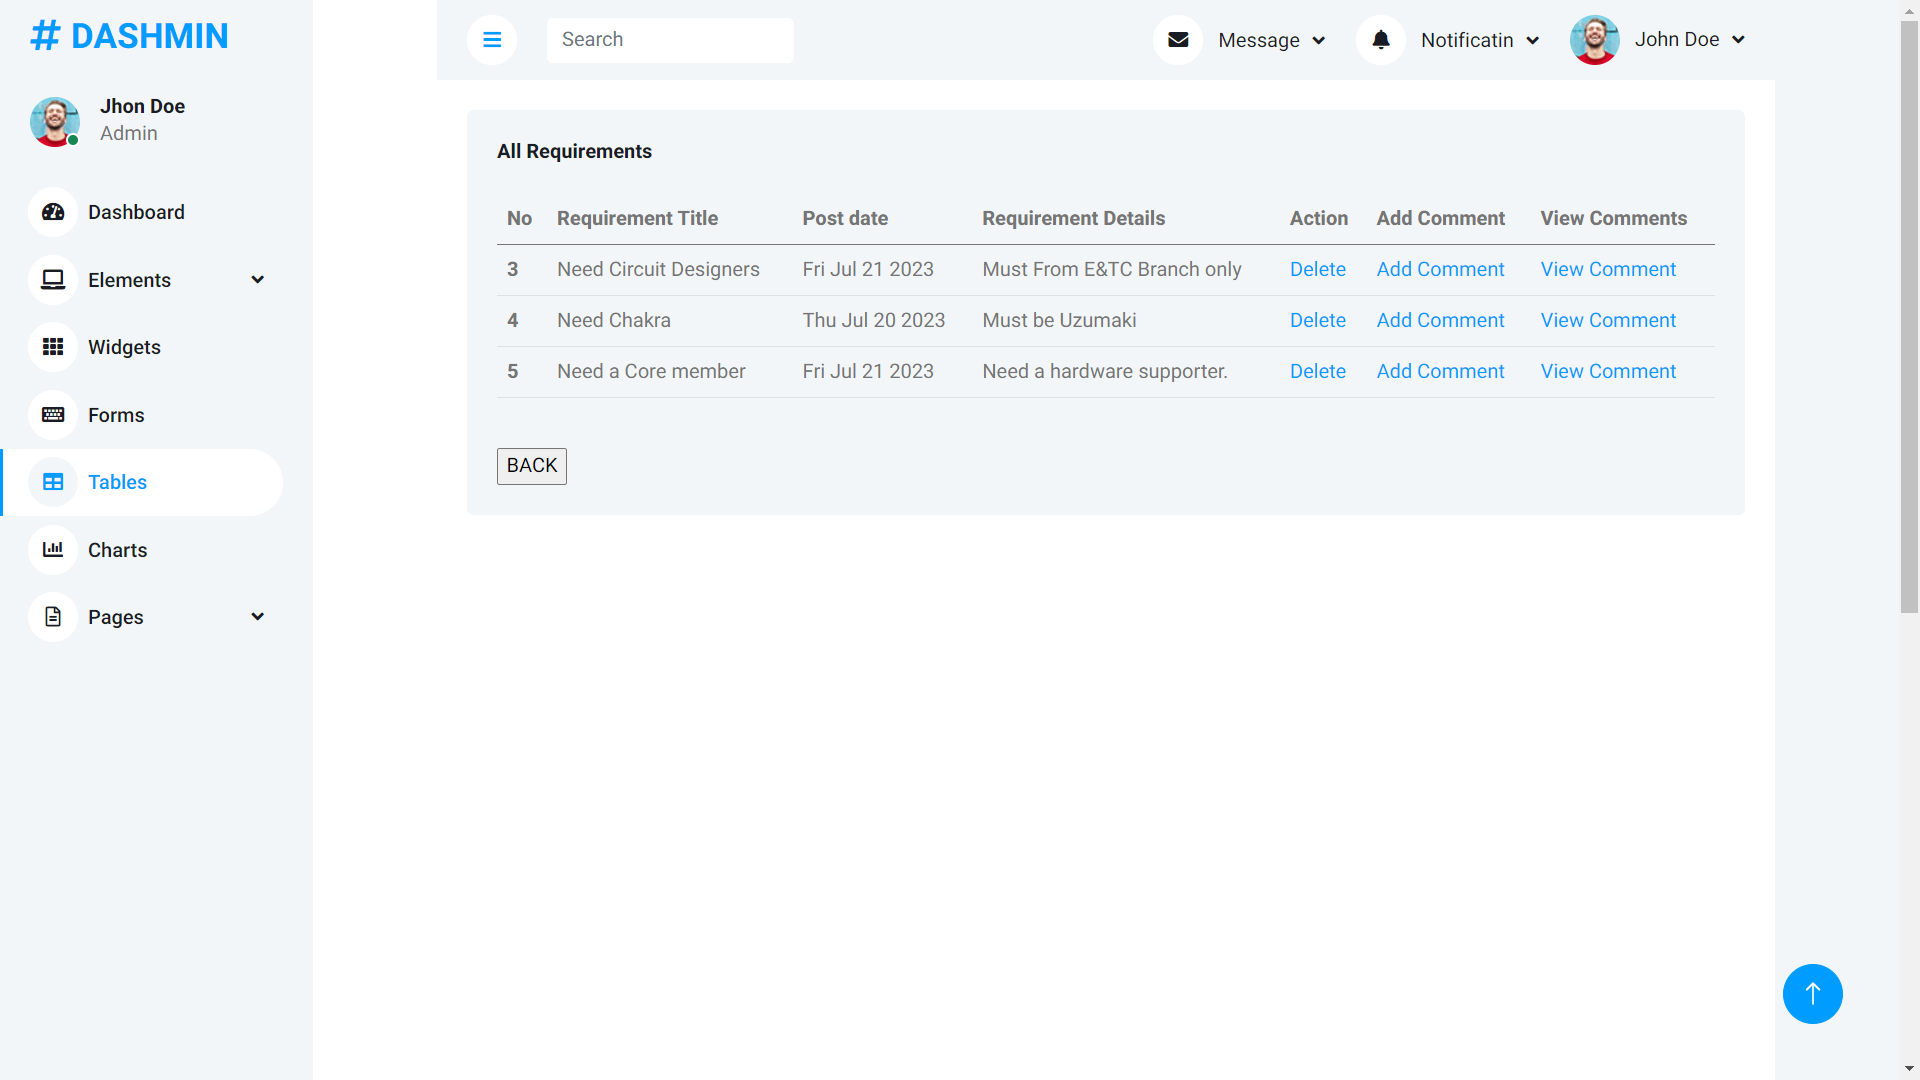 # DASHMIN
Jhon Doe
Admin
Dashboard
Elements
Widgets
Forms
Tables
Charts
Pages
Search
Message
Notificatin
John Doe
All Requirements
No Requirement Title Post date Requirement Details Action Add Comment View Comments
3 Need Circuit Designers Fri Jul 21 2023 Must From E&TC Branch only Delete Add Comment View Comment
4 Need Chakra Thu Jul 20 2023 Must be Uzumaki Delete Add Comment View Comment
5 Need a Core member Fri Jul 21 2023 Need a hardware supporter. Delete Add Comment View Comment
BACK